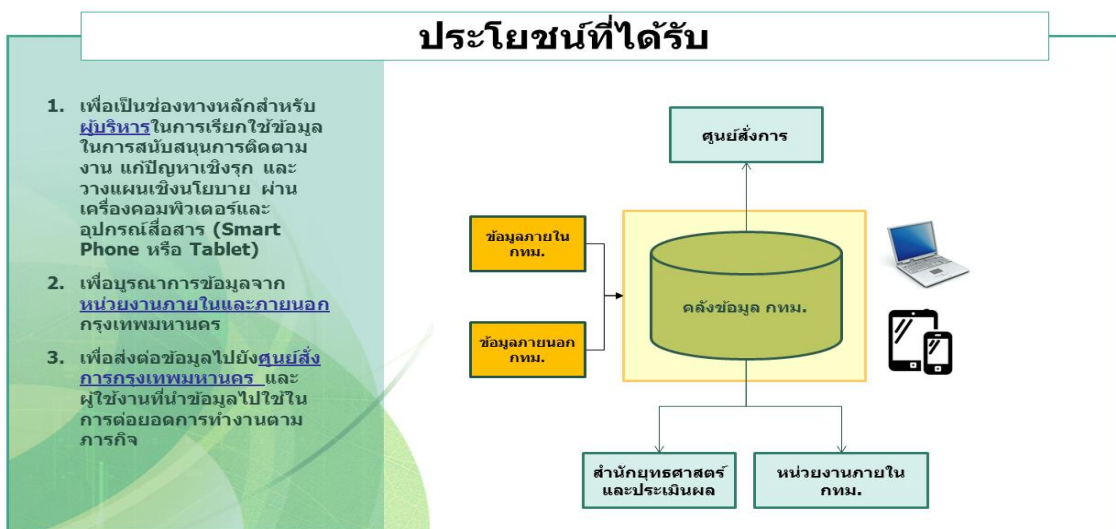 ประโยชน์ที่ได้รับ
1. เพื่อเป็นช่องทางหลักสำหรับ
ผู้บริหารในการเรียกใช้ข้อมูล
ในการสนับสนุนการติดตาม
งาน แก้ปัญหาเชิงรุก และ
วางแผนเชิงนโยบาย ผ่าน
เครื่องคอมพิวเตอร์และ
อุปกรณ์สื่อสาร (Smart
Phone หรือ Tablet)
2. เพื่อบูรณาการข้อมูลจาก
หน่วยงานภายในและภายนอก
กรุงเทพมหานคร
3. เพื่อส่งต่อข้อมูลไปยังศูนย์สั่ง
การกรุงเทพมหานคร และ
ผู้ใช้งานที่นำข้อมูลไปใช้ใน
การต่อยอดการทำงานตาม
ภารกิจ
ศูนย์สั่งการ
ข้อมูลภายใน
กทม.
คลังข้อมูล กทม.
ข้อมูลภายนอก
กทม.
สำนักยุทธศาสตร์
และประเมินผล
หน่วยงานภายใน
กทม.